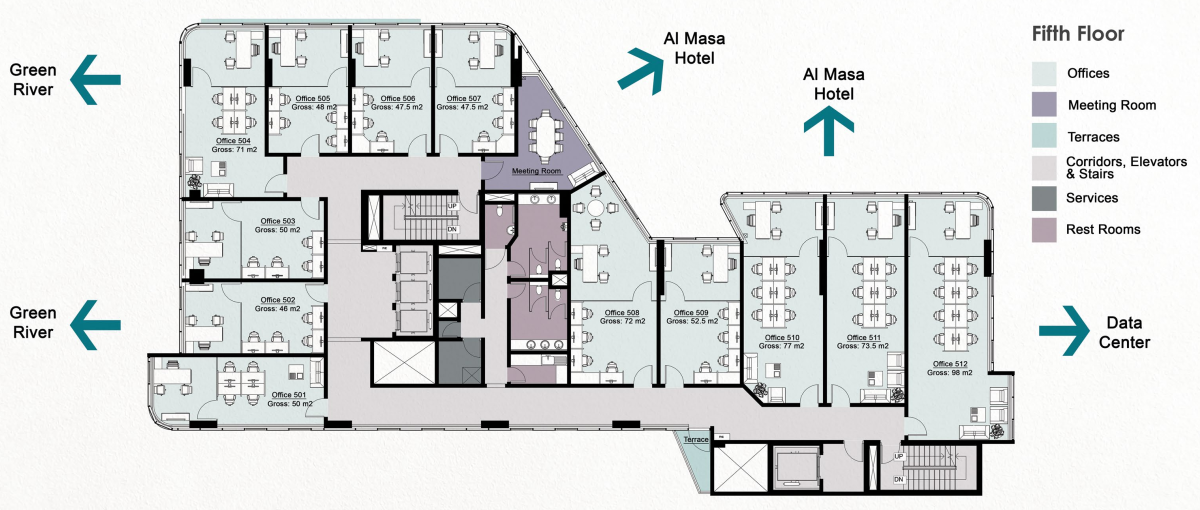 Fifth Floor
Offices
Meeting Room
Terraces
Corridors, Elevators
& Stairs
Services
Rest Rooms
Green
River
Al Masa
Hotel
Al Masa
Hotel
Green
River
Data
Center
Office 504
Gross: 71 m2
Office 505
Gross: 48 m2
Office 506
Gross: 47.5 m2
Office 507
Gross: 47.5 m2
Meeting Room
UP
DN
Office 503
Gross: 50 m2
Office 502
Gross: 46 m2
Office 501
Gross: 50 m2
Office 508
Gross: 72 m2
Office 509
Gross: 52.5 m2
Office 510
Gross: 77 m2
Office 511
Gross: 73.5 m2
Office 512
Gross: 98 m2
Terrace
UP
DN